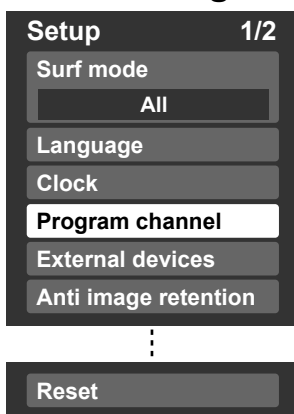 Setup 1/2
Surf mode
All
Language
Clock
Program channel
External devices
Anti image retention
Reset